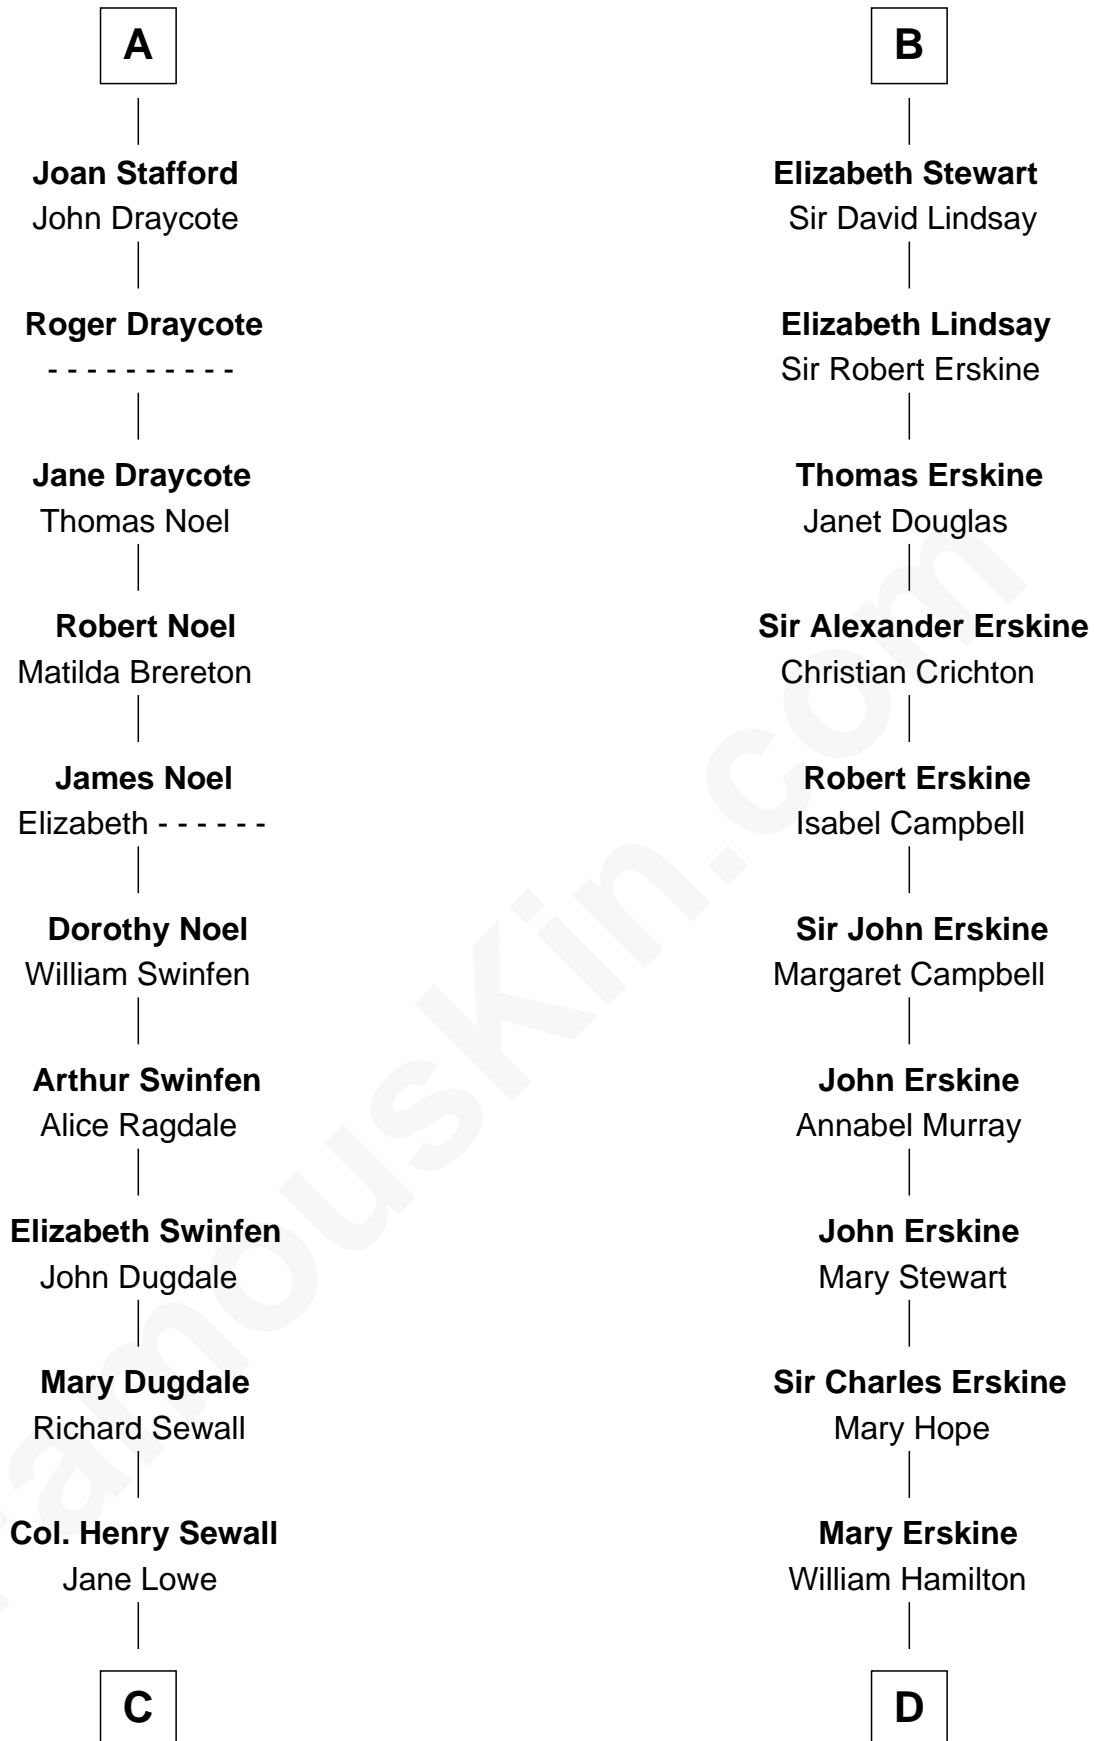 A
Joan Stafford
John Draycote
Roger Draycote
- - - - - - - - - -
Jane Draycote
Thomas Noel
Robert Noel
Matilda Brereton
James Noel
Elizabeth - - - - - -
Dorothy Noel
William Swinfen
Arthur Swinfen
Alice Ragdale
Elizabeth Swinfen
John Dugdale
Mary Dugdale
Richard Sewall
Col. Henry Sewall
Jane Lowe
C
B
Elizabeth Stewart
Sir David Lindsay
Elizabeth Lindsay
Sir Robert Erskine
Thomas Erskine
Janet Douglas
Sir Alexander Erskine
Christian Crichton
Robert Erskine
Isabel Campbell
Sir John Erskine
Margaret Campbell
John Erskine
Annabel Murray
John Erskine
Mary Stewart
Sir Charles Erskine
Mary Hope
Mary Erskine
William Hamilton
D
FamousKin.com